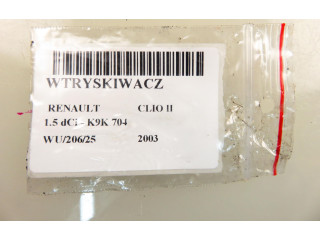 WTRYSKIWACZ
RENAULT CLIO II
1.5 dCi - K9K 704
WU/206/25 2003